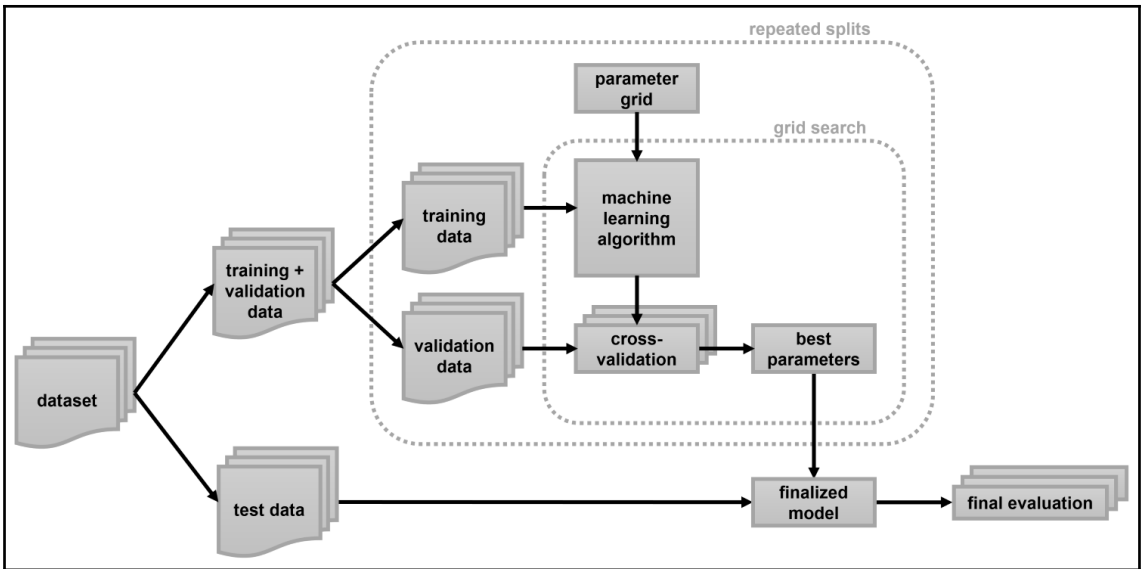 repeated splits
parameter
grid
grid search
machine
learning
algorithm
training
data
training +
validation
data
validation
data
cross-
validation
best
parameters
dataset
test data
finalized
model
final evaluation